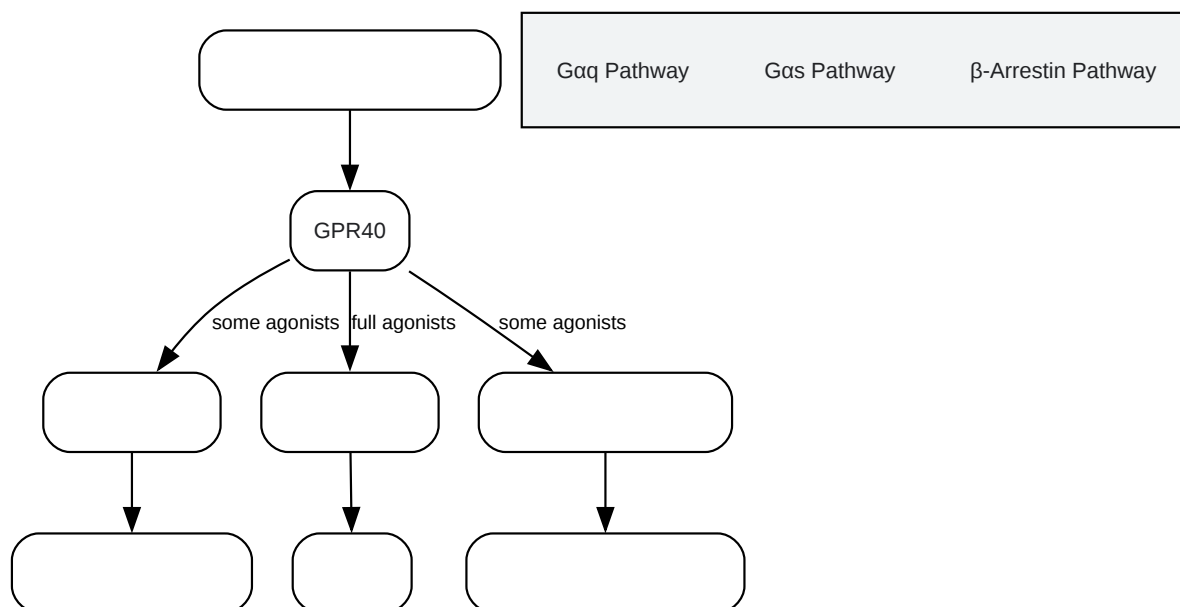 Gαq Pathway
Gαs Pathway
β-Arrestin Pathway
GPR40
some agonists
full agonists
some agonists